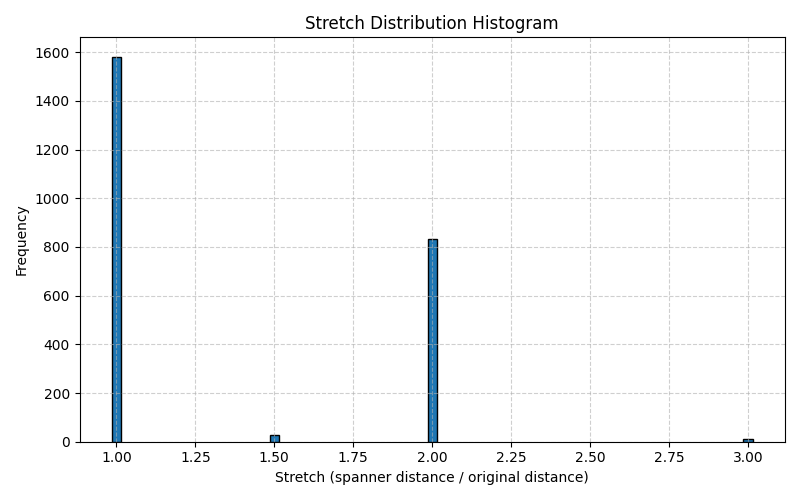 Stretch Distribution Histogram
1600
1400
1200
1000
800
600
400
200
0
Frequency
1.00 1.25 1.50 1.75 2.00 2.25 2.50 2.75 3.00
Stretch (spanner distance / original distance)